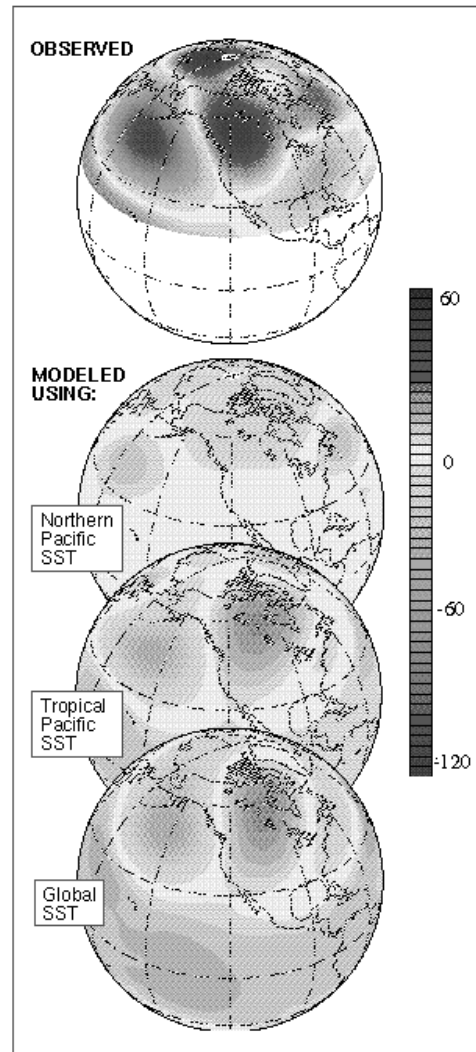 OBSERVED
60
0
-60
-120
MODELED
USING:
Northern
Pacific
SST
Tropical
Pacific
SST
Global
SST